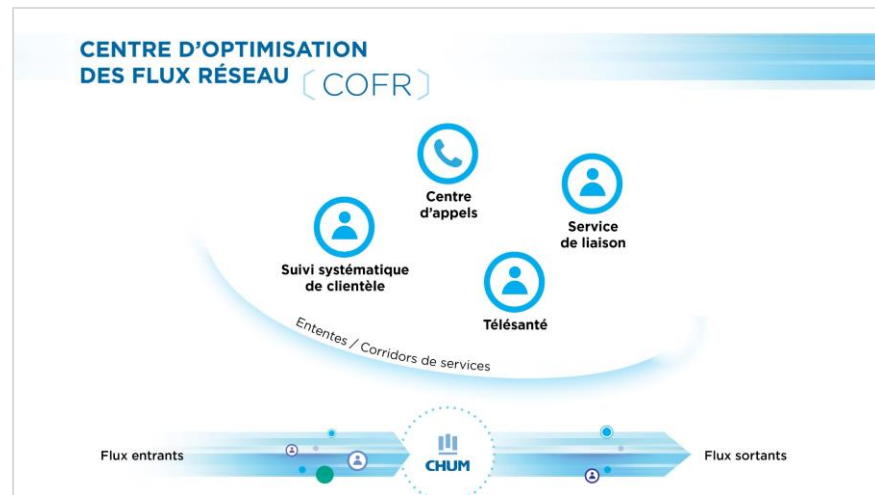 CENTRE D'OPTIMISATION
DES FLUX RÉSEAU [COFR]
Centre
d'appels
Service
de liaison
Suivi systématique
de clientèle
Télésanté
Ententes / Corridors de services
Flux entrants
CHUM
Flux sortants